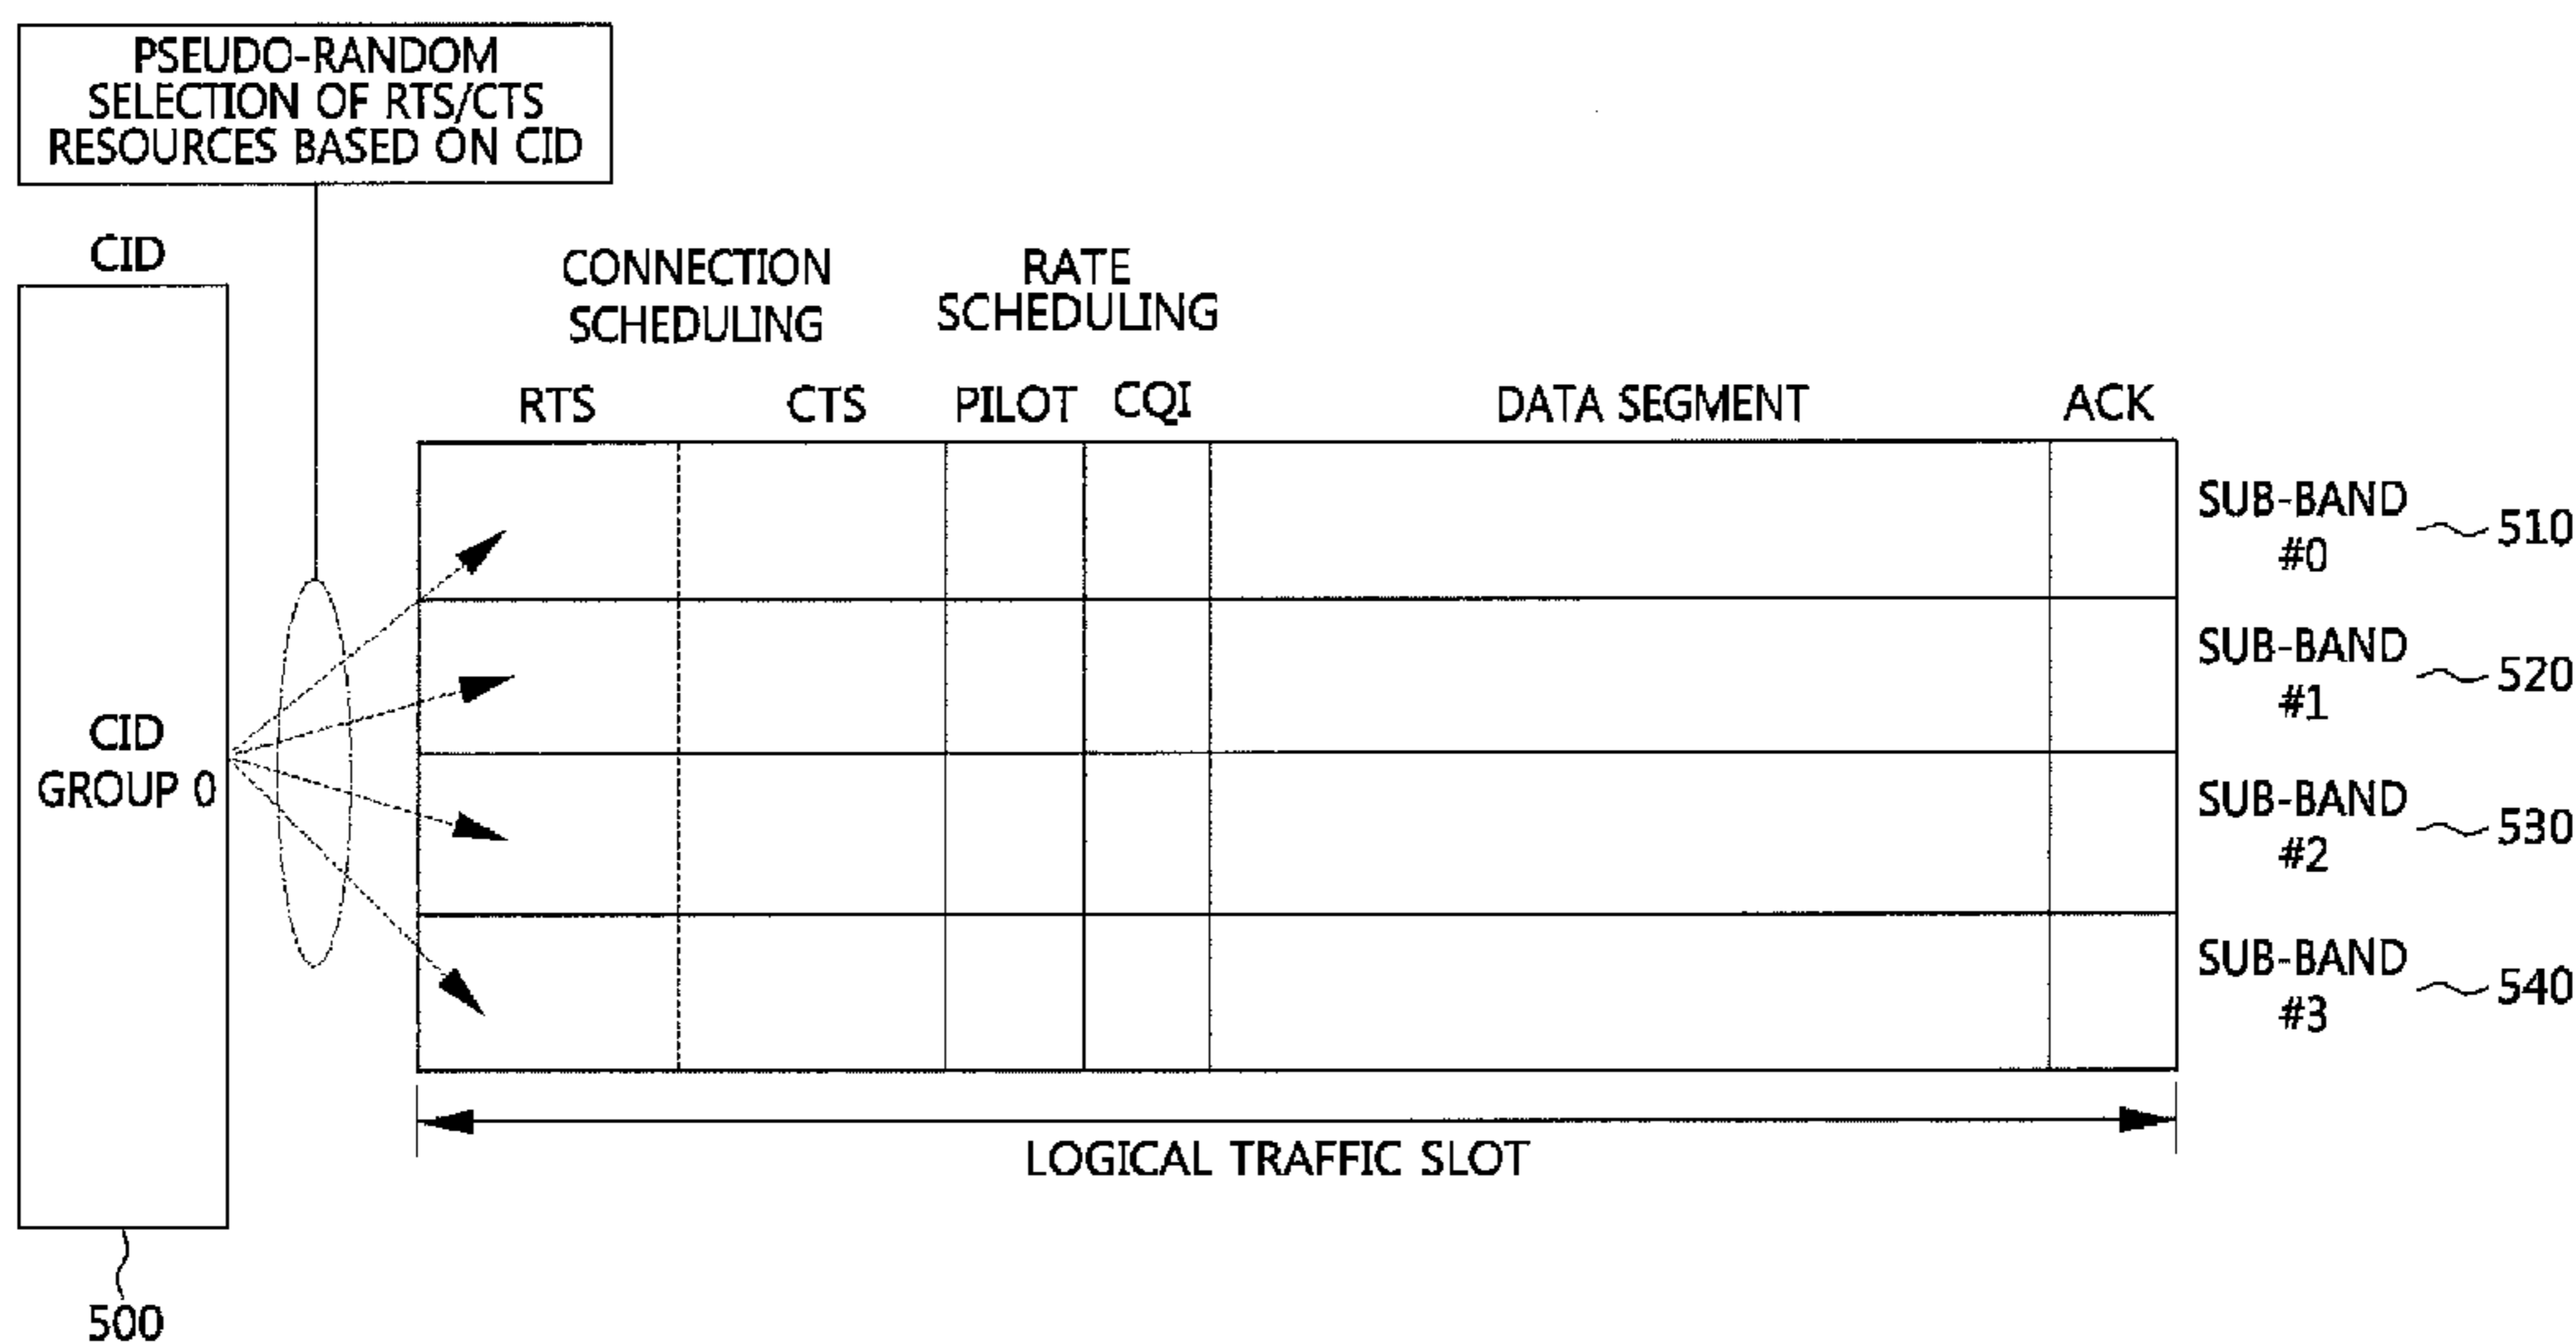 PSEUDO-RANDOM
SELECTION OF RTS/CTS
RESOURCES BASED ON CID
CID
CONNECTION
SCHEDULING
RATE
SCHEDULING
RTS
CTS
PILOT
CQI
DATA SEGMENT
ACK
SUB-BAND
#0
510
SUB-BAND
#1
520
CID
GROUP 0
SUB-BAND
#2
530
SUB-BAND
#3
540
LOGICAL TRAFFIC SLOT
500